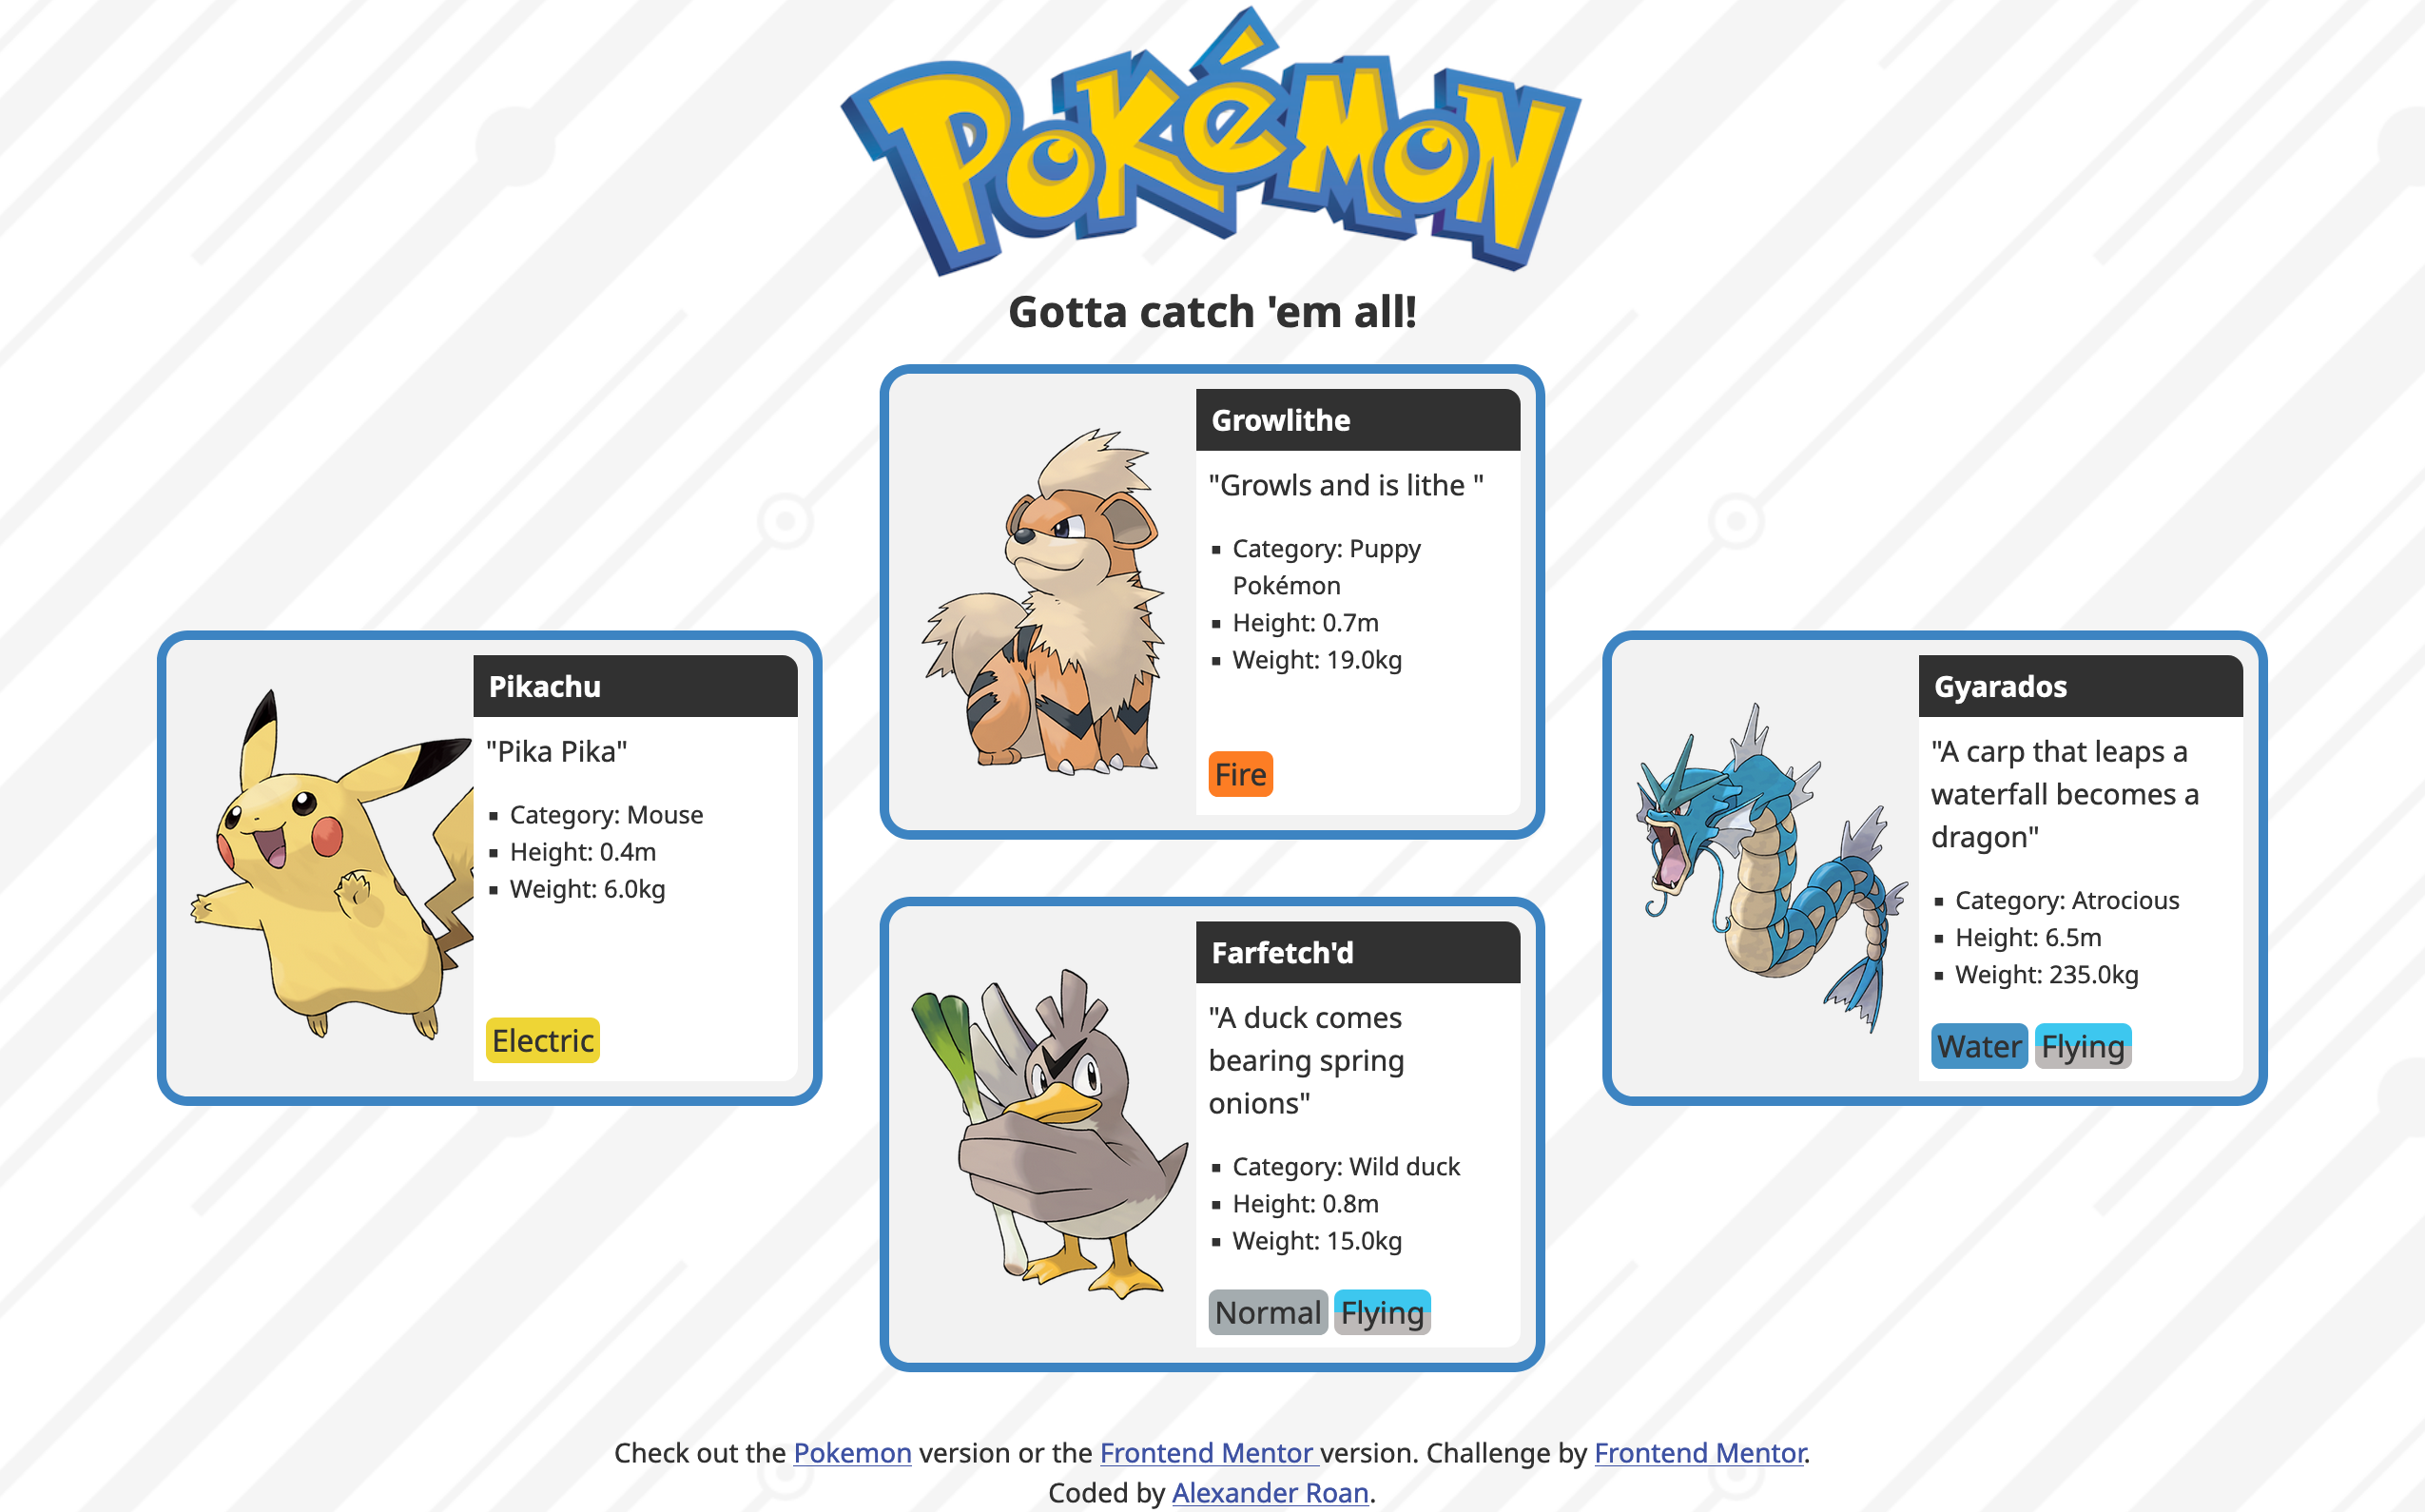 POKéMON
Gotta catch 'em all!
Growlithe
"Growls and is lithe "
▪ Category: Puppy
Pokémon
▪ Height: 0.7m
▪ Weight: 19.0kg
Fire
Pikachu
"Pika Pika"
▪ Category: Mouse
▪ Height: 0.4m
▪ Weight: 6.0kg
Electric
Gyarados
"A carp that leaps a
waterfall becomes a
dragon"
▪ Category: Atrocious
▪ Height: 6.5m
▪ Weight: 235.0kg
Water Flying
Farfetch'd
"A duck comes
bearing spring
onions"
▪ Category: Wild duck
▪ Height: 0.8m
▪ Weight: 15.0kg
Normal Flying
Check out the Pokemon version or the Frontend Mentor version. Challenge by Frontend Mentor.
Coded by Alexander Roan.